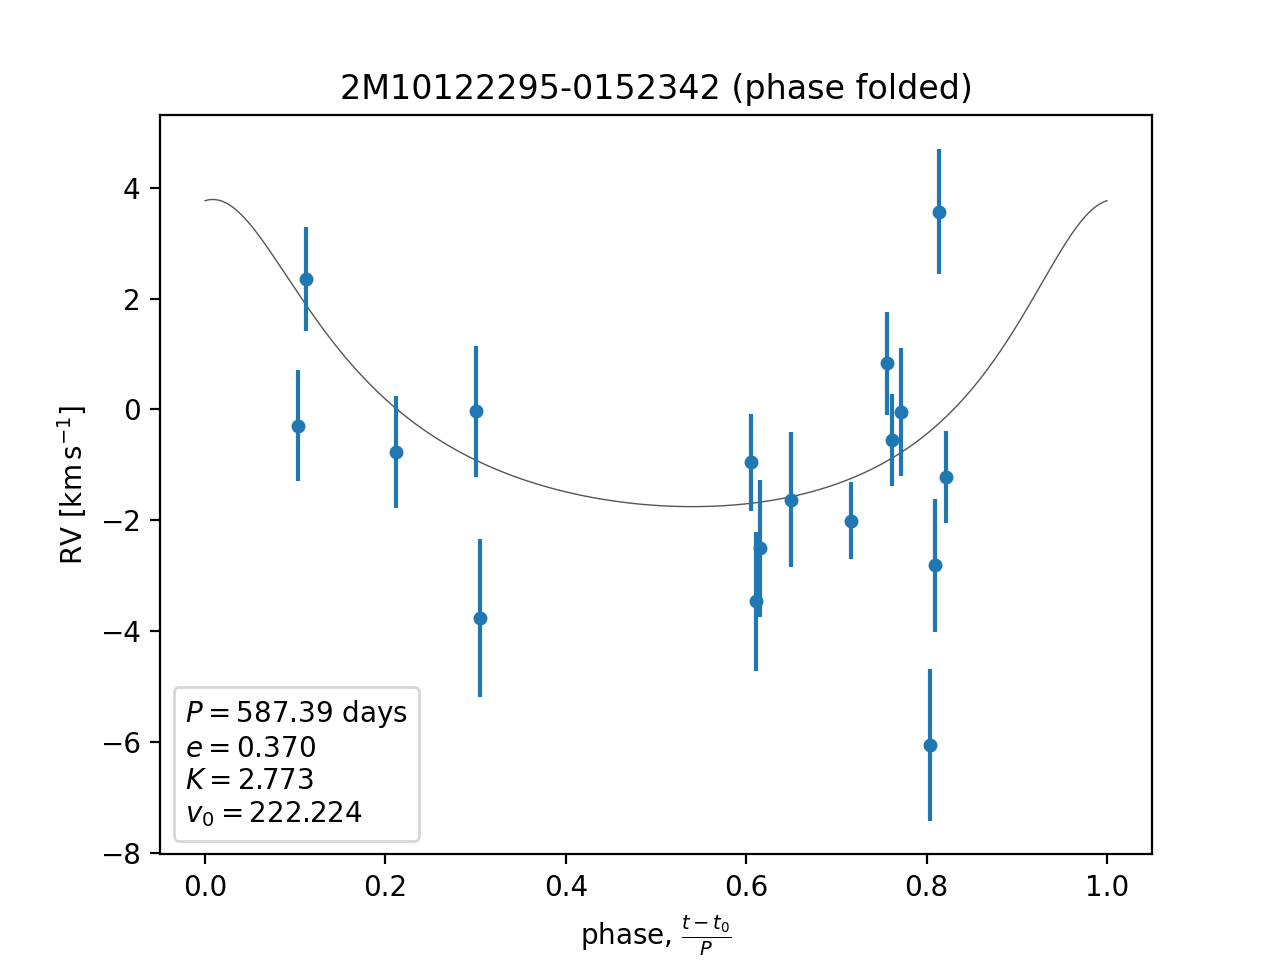 2M10122295-0152342 (phase folded)
4
2
0
−2
−4
−6
−8
RV [km s⁻¹]
P = 587.39 days
e = 0.370
K = 2.773
v₀ = 222.224
0.0 0.2 0.4 0.6 0.8 1.0
phase, (t − t₀)/P